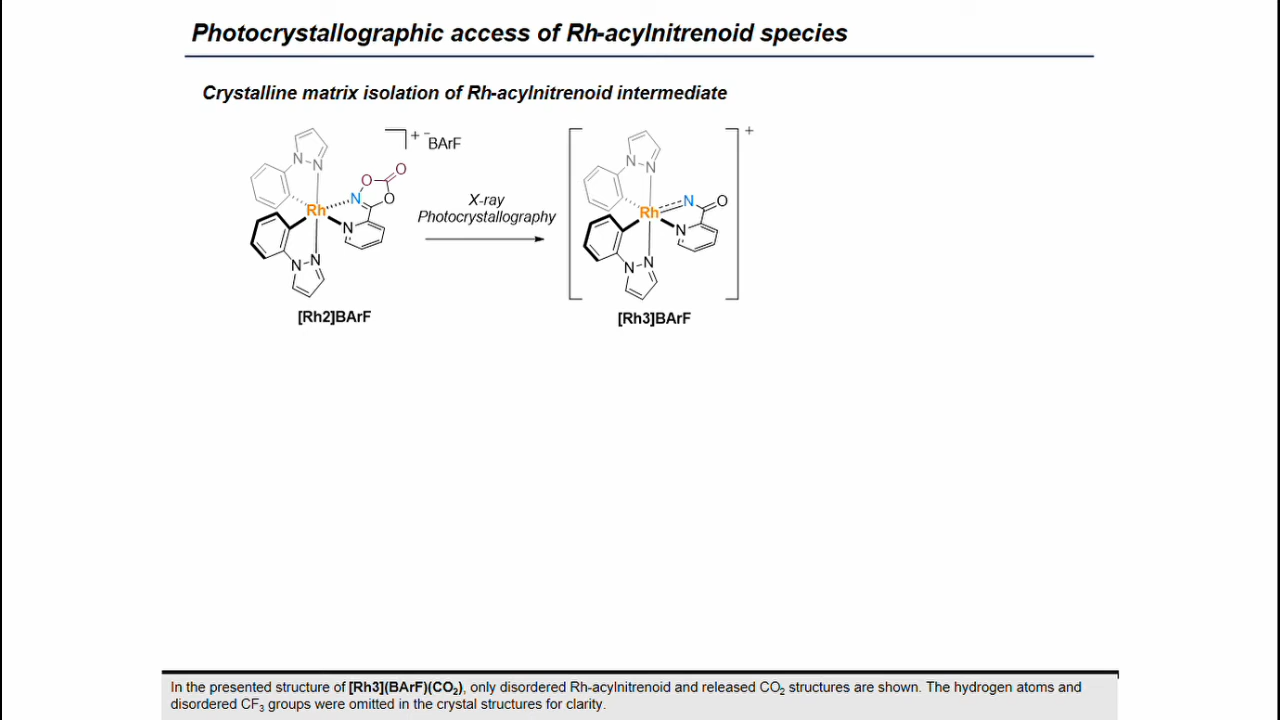 Photocrystallographic access of Rh-acylnitrenoid species
Crystalline matrix isolation of Rh-acylnitrenoid intermediate
+ −BArF
+
N N
N N
O O
O
N
N O
Rh
X-ray
Photocrystallography
Rh
N
N
N N
N N
[Rh2]BArF
[Rh3]BArF
In the presented structure of [Rh3](BArF)(CO₂), only disordered Rh-acylnitrenoid and released CO₂ structures are shown. The hydrogen atoms and
disordered CF₃ groups were omitted in the crystal structures for clarity.